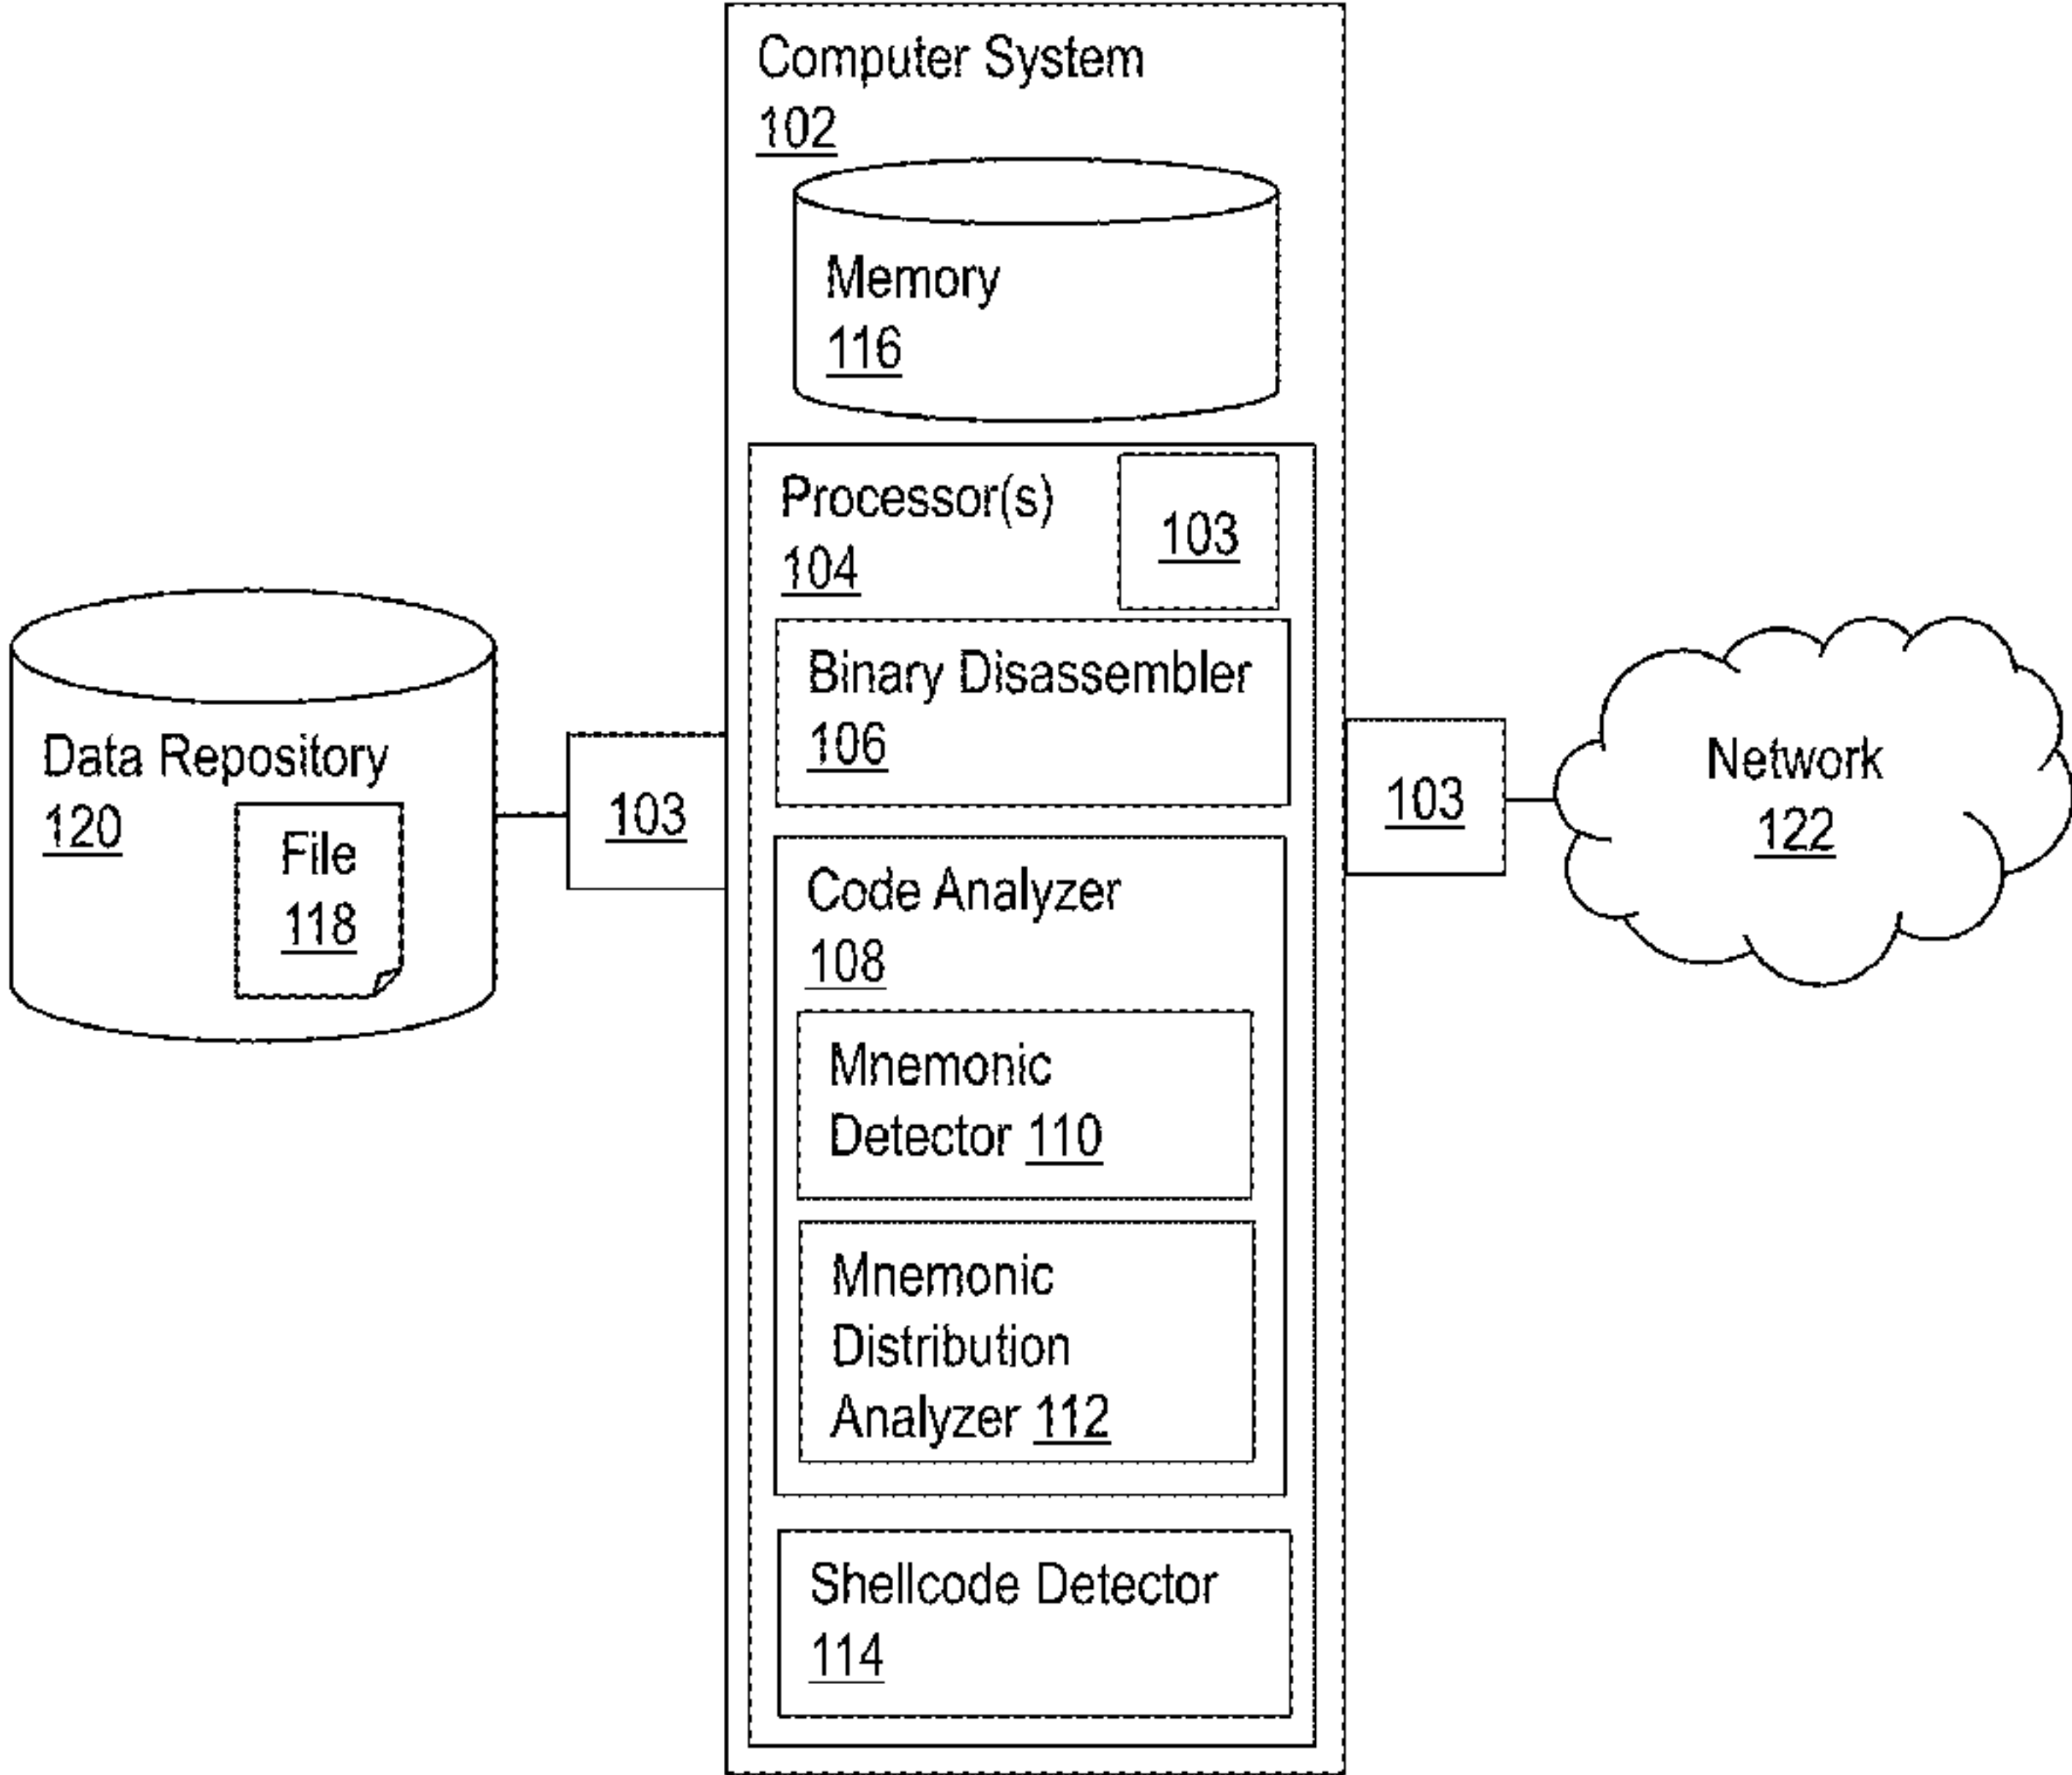 Computer System
102
Memory
116
Processor(s)
104
103
Binary Disassembler
106
Data Repository
120
File
118
103
103
Network
122
Code Analyzer
108
Mnemonic
Detector 110
Mnemonic
Distribution
Analyzer 112
Shellcode Detector
114